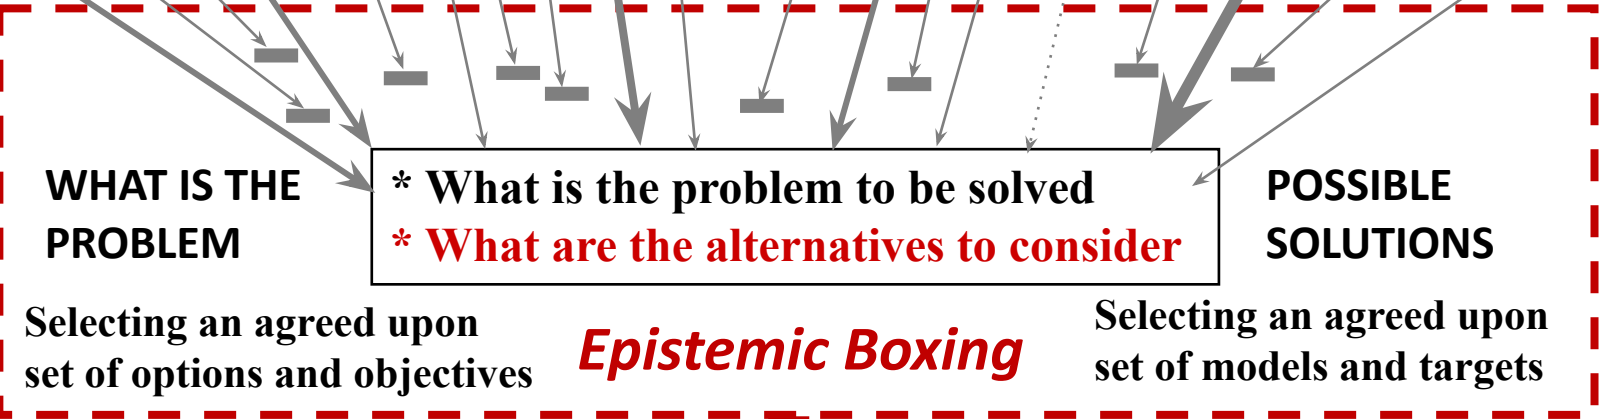 WHAT IS THE
PROBLEM
* What is the problem to be solved
* What are the alternatives to consider
POSSIBLE
SOLUTIONS
Selecting an agreed upon
set of options and objectives
Epistemic Boxing
Selecting an agreed upon
set of models and targets